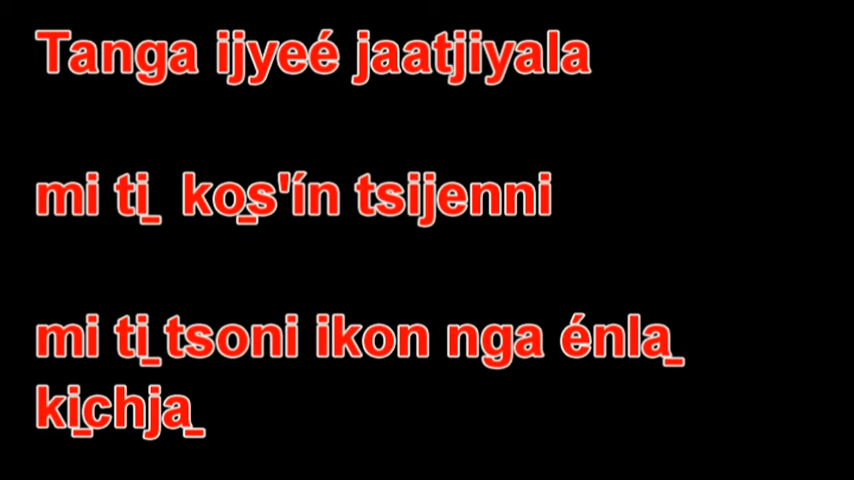 Tanga ijyeé jaatjiyala
mi ti̱ ko̱s'ín tsijenni
mi ti̱ tsoni ikon nga énla̱
ki̱chja̱